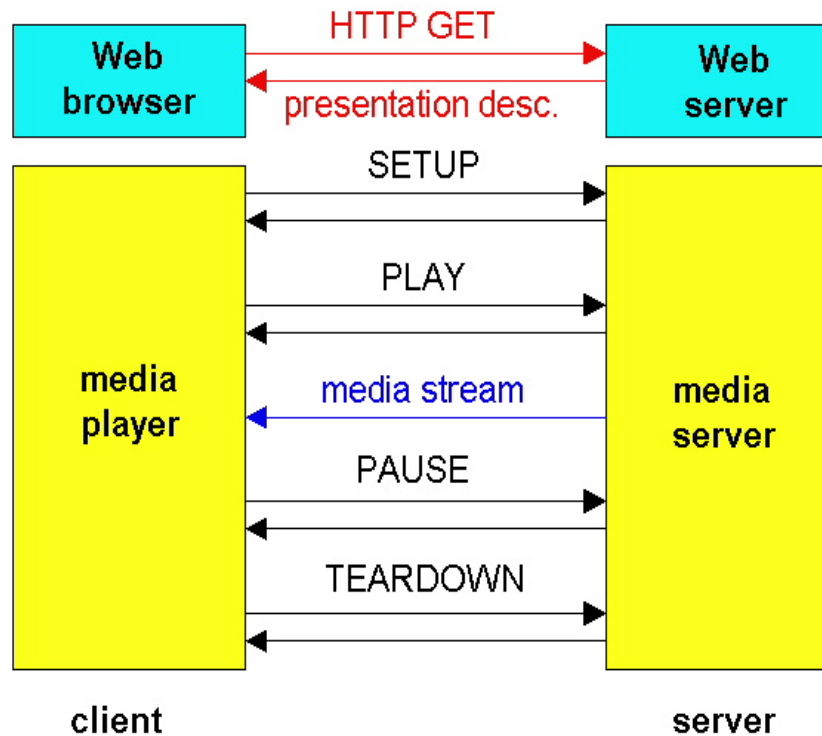 HTTP GET
Web
browser
Web
server
presentation desc.
SETUP
PLAY
media
player
media stream
media
server
PAUSE
TEARDOWN
client
server